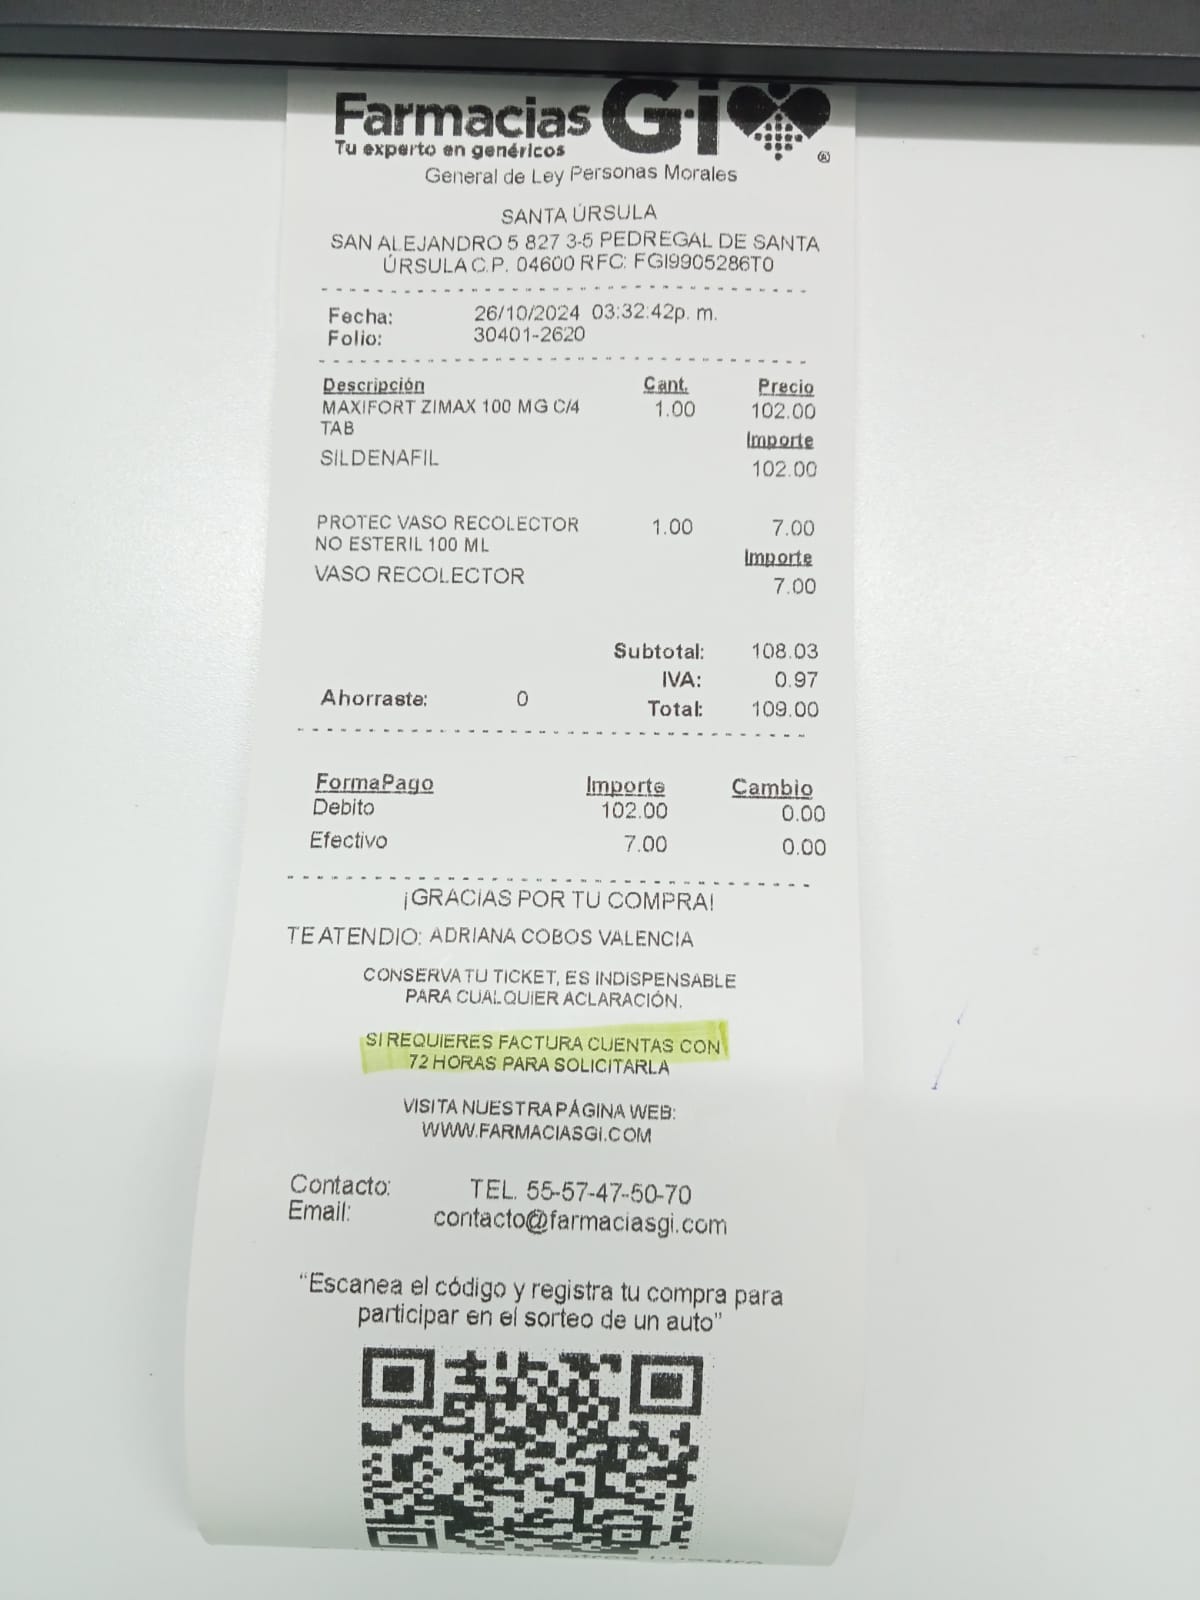 Farmacias Gi
Tu experto en genéricos
General de Ley Personas Morales
SANTA ÚRSULA
SAN ALEJANDRO 5 827 3-5 PEDREGAL DE SANTA
ÚRSULA C.P. 04600 RFC: FGI9905286T0
Fecha: 26/10/2024 03:32:42p. m.
Folio: 30401-2620
Descripción Cant. Precio
MAXIFORT ZIMAX 100 MG C/4 1.00 102.00
TAB Importe
SILDENAFIL 102.00
PROTEC VASO RECOLECTOR 1.00 7.00
NO ESTERIL 100 ML Importe
VASO RECOLECTOR 7.00
Subtotal: 108.03
IVA: 0.97
Ahorraste: 0 Total: 109.00
FormaPago Importe Cambio
Debito 102.00 0.00
Efectivo 7.00 0.00
¡GRACIAS POR TU COMPRA!
TE ATENDIO: ADRIANA COBOS VALENCIA
CONSERVA TU TICKET, ES INDISPENSABLE
PARA CUALQUIER ACLARACIÓN.
SI REQUIERES FACTURA CUENTAS CON
72 HORAS PARA SOLICITARLA
VISITA NUESTRA PÁGINA WEB:
WWW.FARMACIASGI.COM
Contacto: TEL. 55-57-47-50-70
Email: contacto@farmaciasgi.com
"Escanea el código y registra tu compra para
participar en el sorteo de un auto"